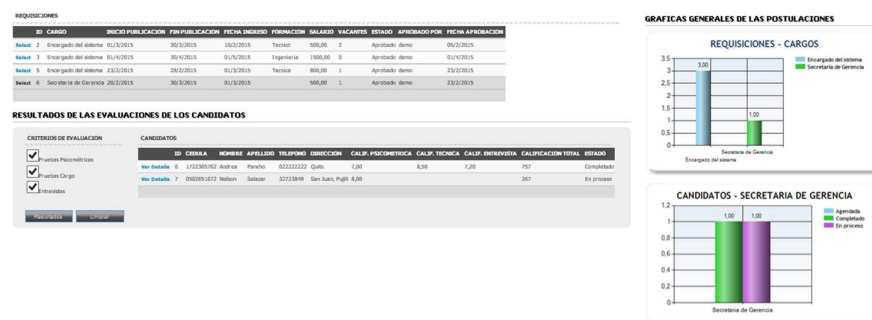 REQUISICIONES
ID CARGO INICIO PUBLICACION FIN PUBLICACION FECHA INGRESO FORMACION SALARIO VACANTES ESTADO APROBADO POR FECHA APROBACIÓN
Select 2 Encargado del sistema 01/3/2015 30/3/2015 10/2/2015 Tecnico 500,00 2 Aprobado demo 05/2/2015
Select 3 Encargado del sistema 01/4/2015 30/4/2015 01/5/2015 Ingenieria 1500,00 0 Aprobado demo 01/4/2015
Select 5 Encargado del sistema 23/2/2015 28/2/2015 01/3/2015 Tecnica 800,00 1 Aprobado demo 23/2/2015
Select 6 Secretaria de Gerencia 20/2/2015 30/3/2015 01/3/2015 500,00 1 Aprobado demo 23/2/2015
RESULTADOS DE LAS EVALUACIONES DE LOS CANDIDATOS
CRITERIOS DE EVALUACIÓN
Pruebas Psicométricas
Pruebas Cargo
Entrevistas
Resultados Limpiar
CANDIDATOS
ID CEDULA NOMBRE APELLIDO TELEFONO DIRECCION CALIF. PSICOMETRICA CALIF. TECNICA CALIF. ENTREVISTA CALIFICACION TOTAL ESTADO
Ver Detalle 6 1722365762 Andrea Pancho 022222222 Quito 7,00 8,50 7,20 757 Completado
Ver Detalle 7 0502651672 Nelson Salazar 32723849 San Juan, Pujili 8,00 267 En proceso
GRAFICAS GENERALES DE LAS POSTULACIONES
REQUISICIONES - CARGOS
3.5
3
2.5
2
1.5
1
0.5
0
3.00
1.00
Encargado del sistema
Secretaria de Gerencia
Secretaria de Gerencia
Encargado del sistema
CANDIDATOS - SECRETARIA DE GERENCIA
1.2
1
0.8
0.6
0.4
0.2
0
1.00 1.00
Agendada
Completado
En proceso
Secretaria de Gerencia